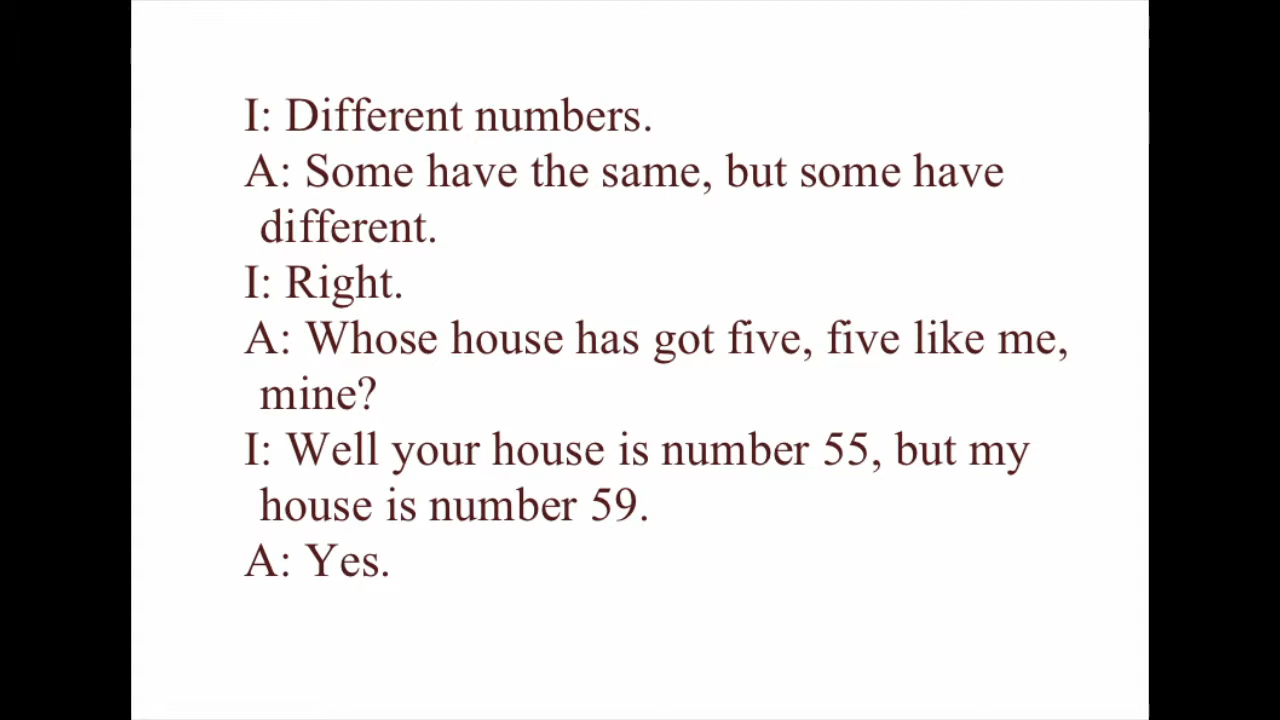 I: Different numbers.
A: Some have the same, but some have
different.
I: Right.
A: Whose house has got five, five like me,
mine?
I: Well your house is number 55, but my
house is number 59.
A: Yes.